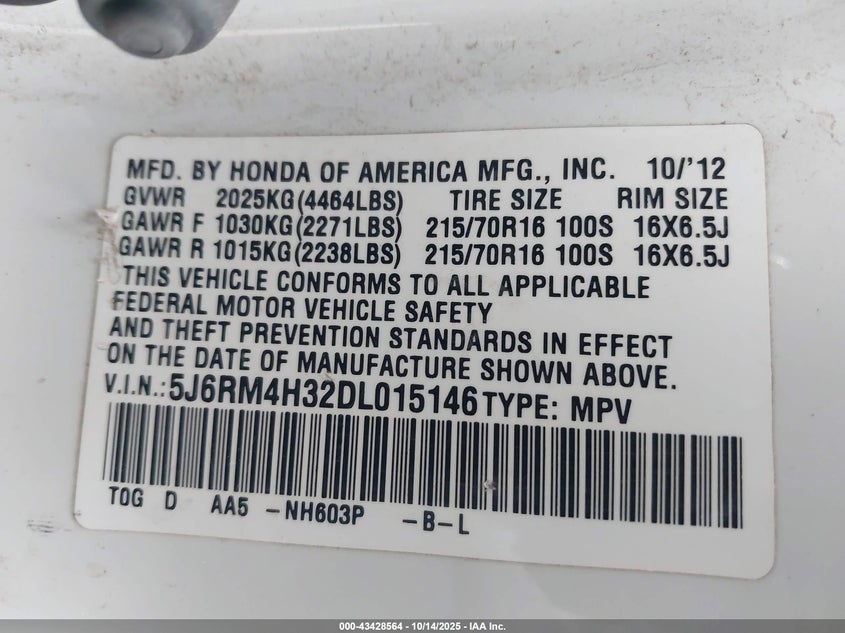 MFD. BY HONDA OF AMERICA MFG., INC. 10/'12
GVWR 2025KG(4464LBS) TIRE SIZE RIM SIZE
GAWR F 1030KG(2271LBS) 215/70R16 100S 16X6.5J
GAWR R 1015KG(2238LBS) 215/70R16 100S 16X6.5J
THIS VEHICLE CONFORMS TO ALL APPLICABLE
FEDERAL MOTOR VEHICLE SAFETY
AND THEFT PREVENTION STANDARDS IN EFFECT
ON THE DATE OF MANUFACTURE SHOWN ABOVE.
V.I.N.: 5J6RM4H32DL015146 TYPE: MPV
T0G D AA5 -NH603P -B-L
000-43428564 | 10/14/2025 - IAA Inc.